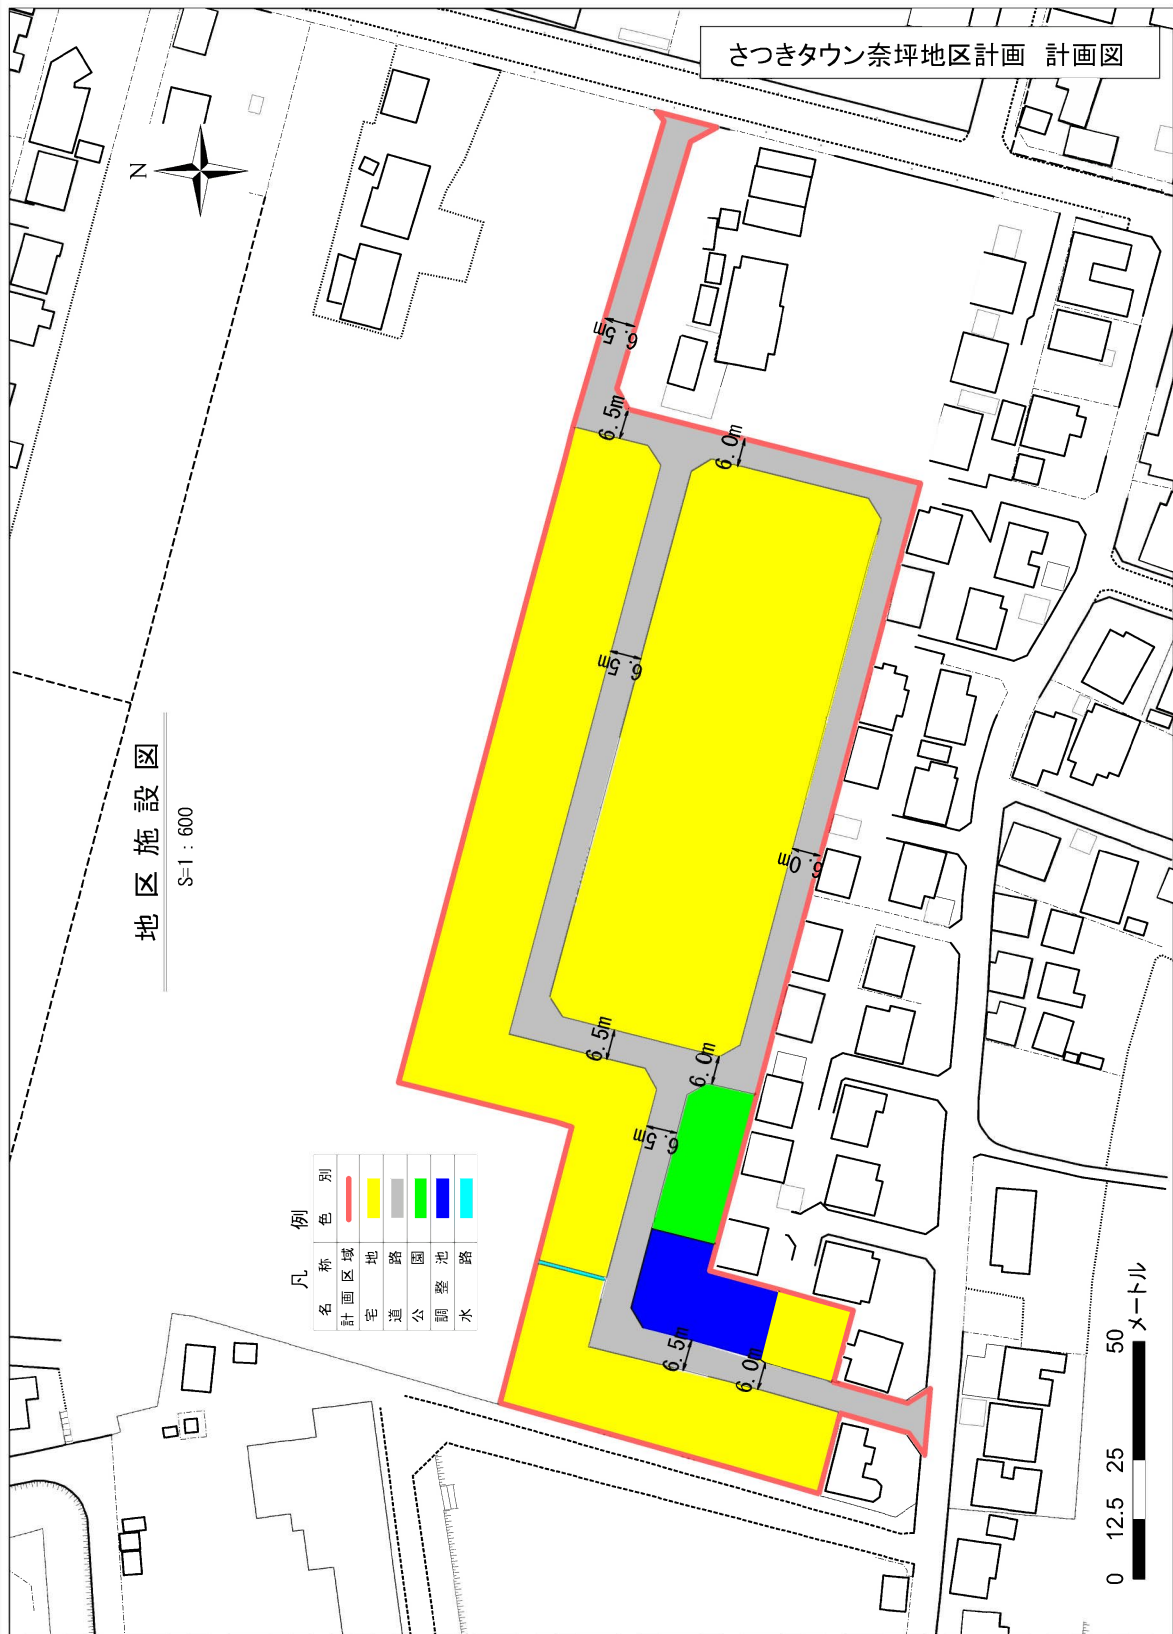 さつきタウン奈坪地区計画 計画図
N
地区施設図
S=1：600
凡 例
名 称 色 別
計画区域
宅 地
道 路
公 園
調整池
水 路
6.5m
6.5m
6.0m
6.5m
6.0m
6.5m
6.0m
6.5m
6.5m
6.0m
0 12.5 25 50
メートル